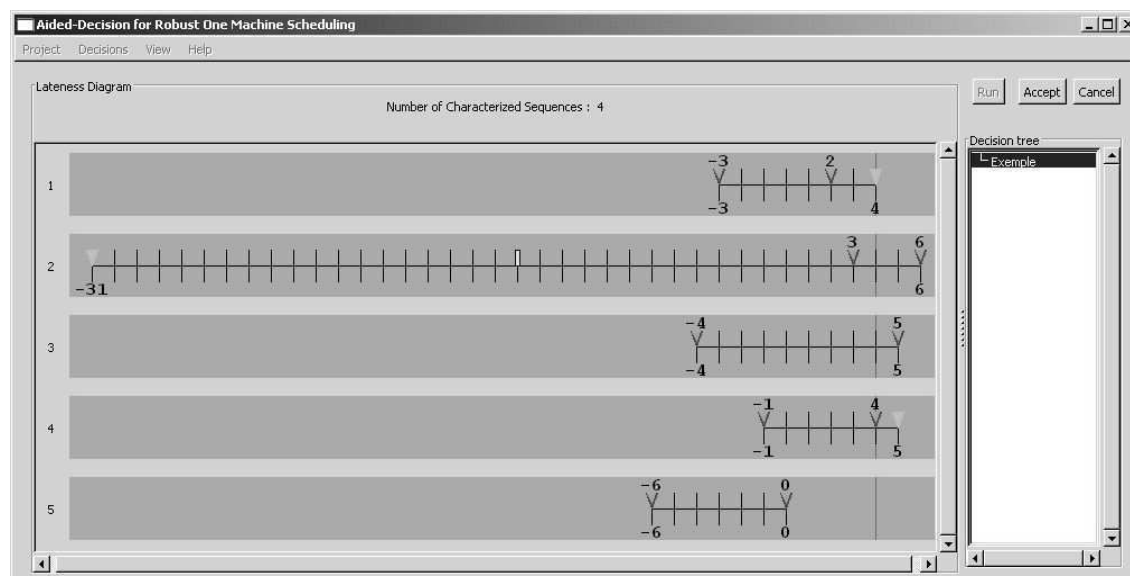 Aided-Decision for Robust One Machine Scheduling
Project Decisions View Help
Lateness Diagram
Number of Characterized Sequences : 4
Run Accept Cancel
Decision tree
Exemple
-3 2
1
-3 4
3 6
2
-31 6
-4 5
3
-4 5
-1 4
4
-1 5
-6 0
5
-6 0